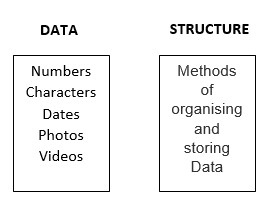 DATA
Numbers
Characters
Dates
Photos
Videos
STRUCTURE
Methods
of
organising
and
storing
Data